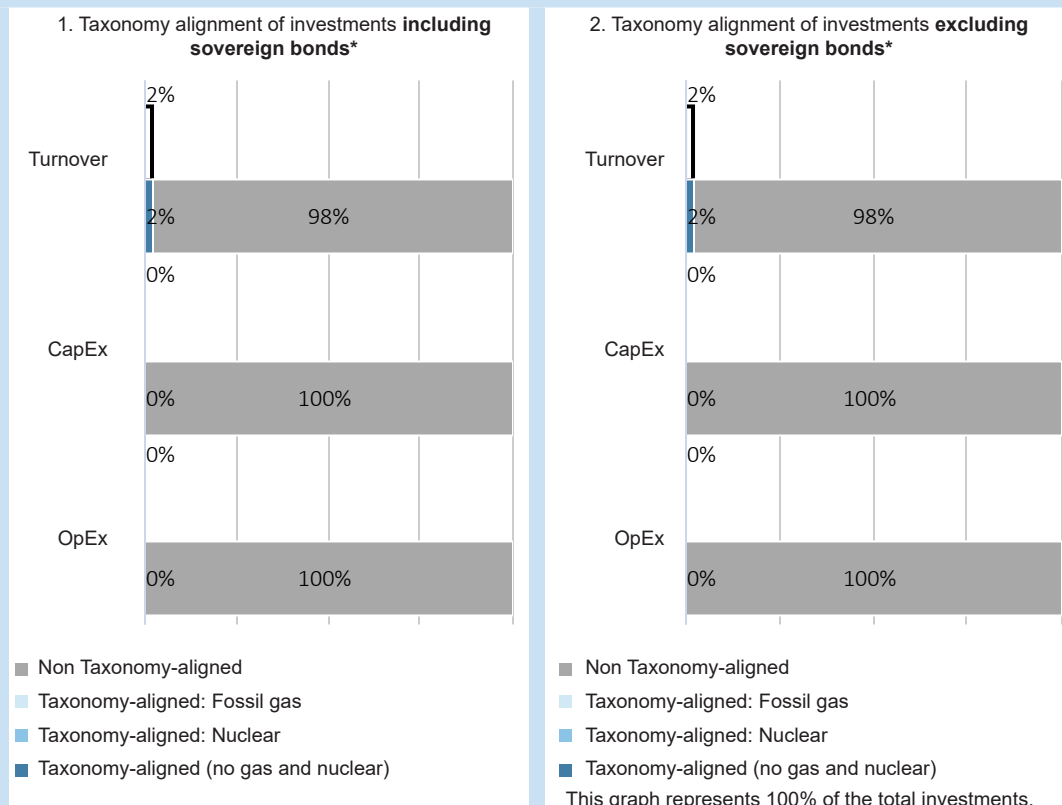 1. Taxonomy alignment of investments including
sovereign bonds*
2%
Turnover
2% 98%
0%
CapEx
0% 100%
0%
OpEx
0% 100%
Non Taxonomy-aligned
Taxonomy-aligned: Fossil gas
Taxonomy-aligned: Nuclear
Taxonomy-aligned (no gas and nuclear)
2. Taxonomy alignment of investments excluding
sovereign bonds*
2%
Turnover
2% 98%
0%
CapEx
0% 100%
0%
OpEx
0% 100%
Non Taxonomy-aligned
Taxonomy-aligned: Fossil gas
Taxonomy-aligned: Nuclear
Taxonomy-aligned (no gas and nuclear)
This graph represents 100% of the total investments.